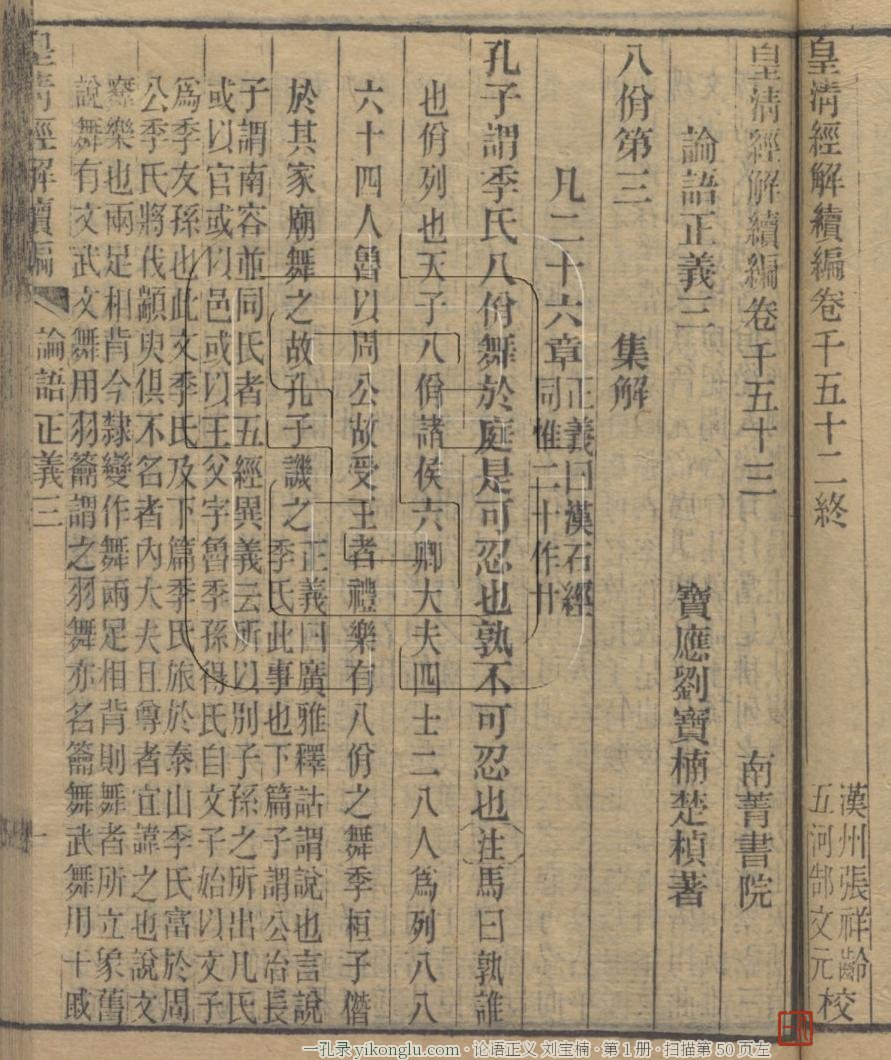 皇清經解續編卷千五十二終
漢州張祥齡
五河郜文元校
皇清經解續編卷千五十三
南菁書院
論語正義三
寶應劉寶楠楚楨著
八佾第三
集解
凡二十六章
正義曰漢石經
同惟二十作廿
孔子謂季氏八佾舞於庭是可忍也孰不可忍也
注馬曰孰誰
也佾列也天子八佾諸侯六卿大夫四士二八人為列八八
六十四人魯以周公故受王者禮樂有八佾之舞季桓子僭
於其家廟舞之故孔子譏之
正義曰廣雅釋詁謂說也言說
季氏此事也下篇子謂公冶長
子謂南容並同氏者五經異義云所以別子孫之所出凡氏
或以官或以邑或以王父字魯季孫得氏自文子始以文子
為季友孫也此文季氏及下篇季氏旅於泰山季氏富於周
公季氏將伐顓臾俱不名者內大夫且尊者宜諱之也說文
樂也兩足相背今隸變作舞兩足相背則舞者所立象舊
說舞有文武文舞用羽籥謂之羽舞亦名籥舞武舞用干戚
皇清經解續編
論語正義三
一
一孔录 yikonglu.com · 论语正义 刘宝楠 · 第 1 册 · 扫描第 50 页左